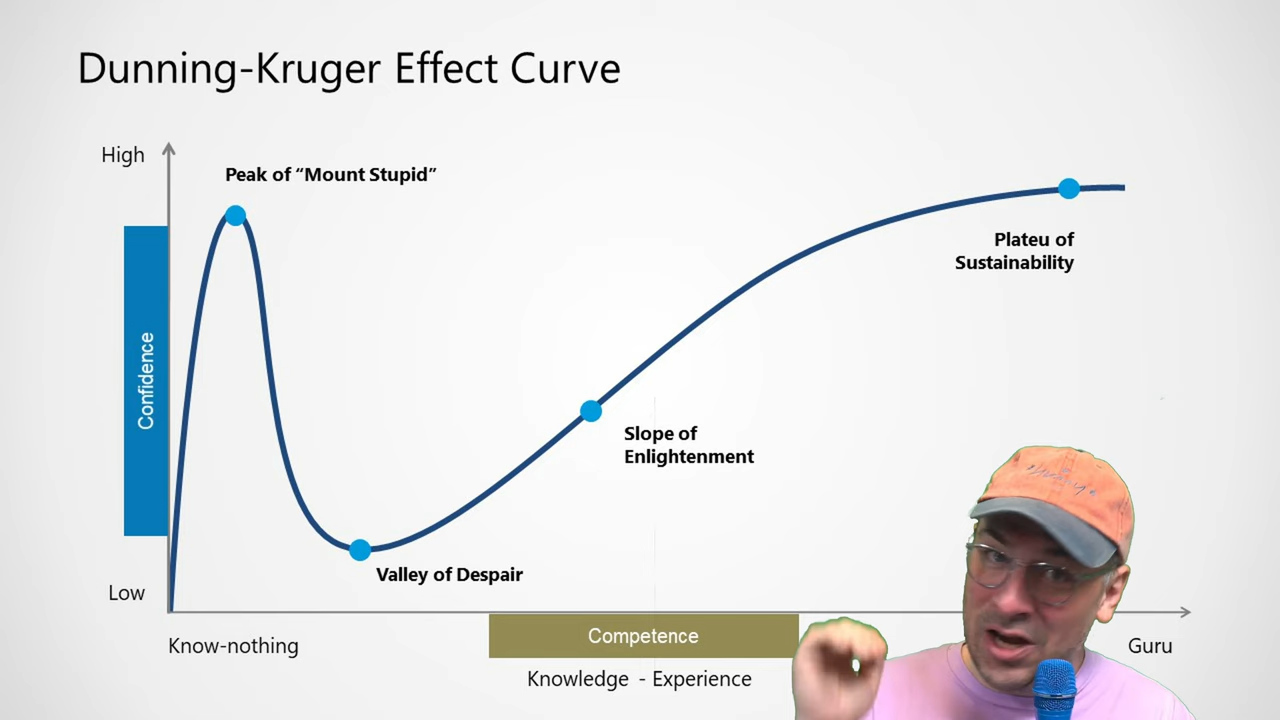 Dunning-Kruger Effect Curve
High
Peak of “Mount Stupid”
Plateu of
Sustainability
Confidence
Slope of
Enlightenment
Valley of Despair
Low
Know-nothing
Competence
Guru
Knowledge - Experience